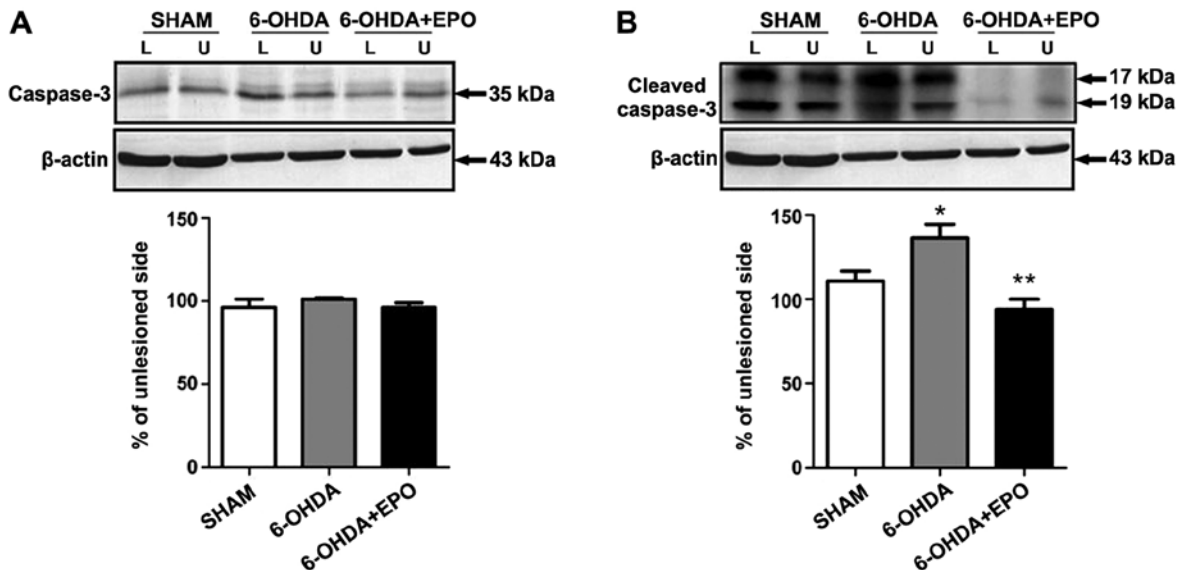 A
SHAM 6-OHDA 6-OHDA+EPO
L U L U L U
Caspase-3
35 kDa
β-actin
43 kDa
% of unlesioned side
150
100
50
0
SHAM
6-OHDA
6-OHDA+EPO
B
SHAM 6-OHDA 6-OHDA+EPO
L U L U L U
Cleaved
caspase-3
17 kDa
19 kDa
β-actin
43 kDa
% of unlesioned side
150
100
50
0
*
**
SHAM
6-OHDA
6-OHDA+EPO